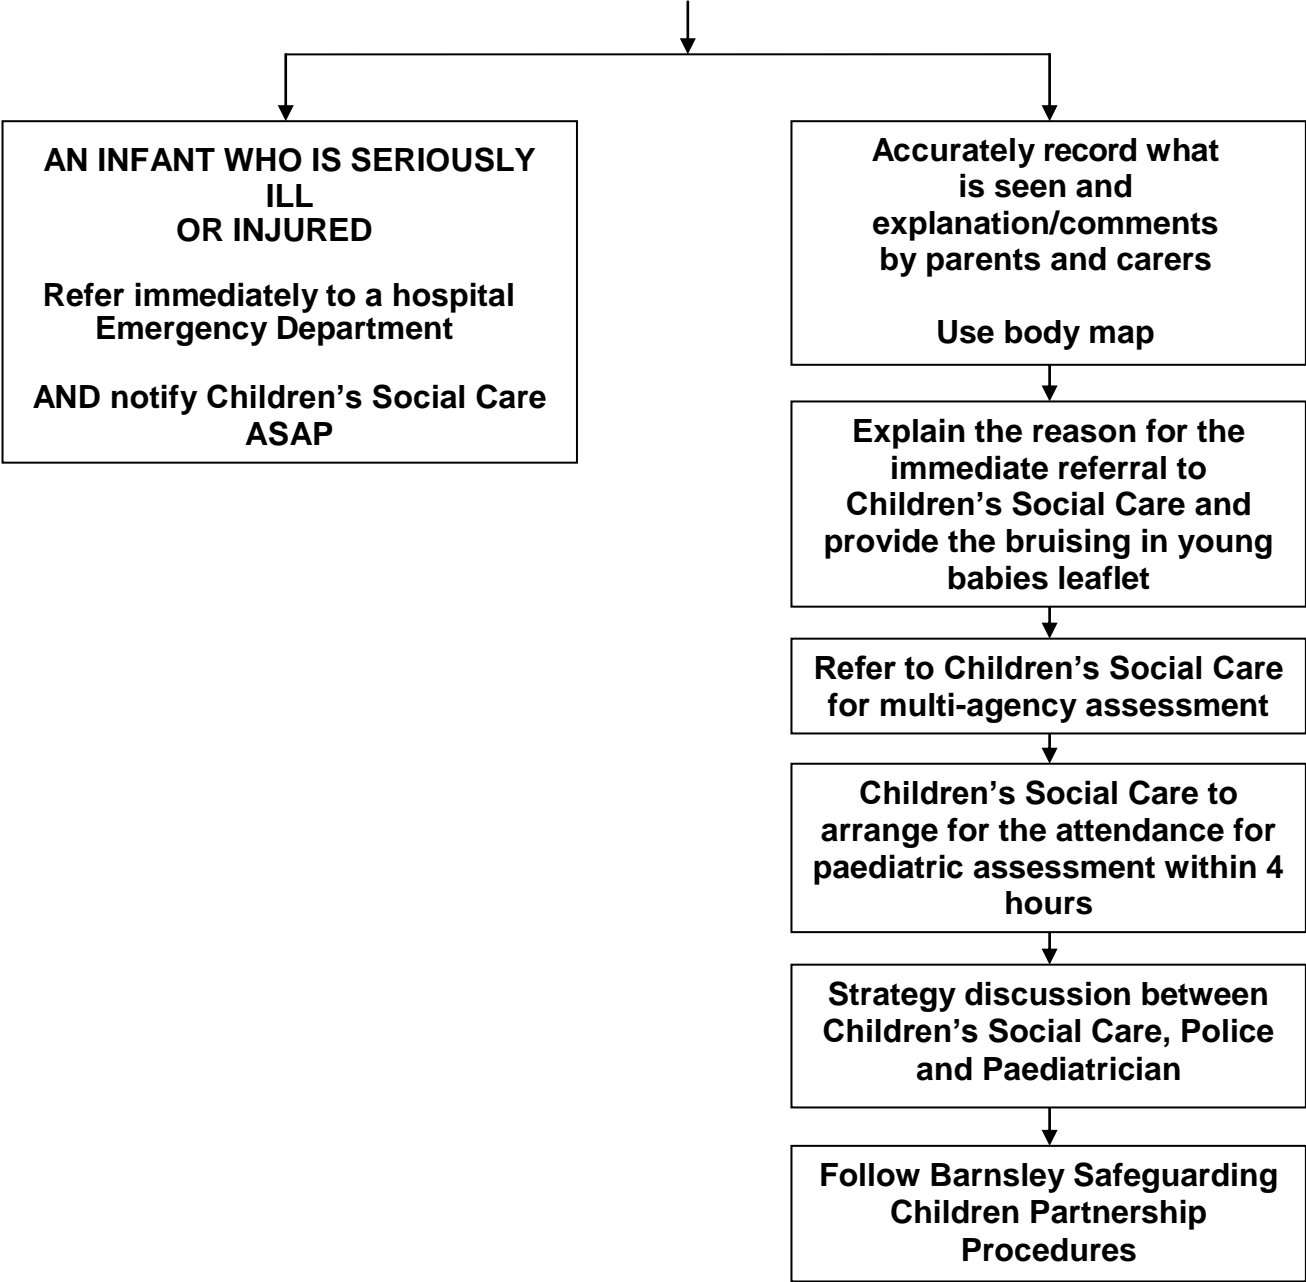 AN INFANT WHO IS SERIOUSLY
ILL
OR INJURED
Refer immediately to a hospital
Emergency Department
AND notify Children’s Social Care
ASAP
Accurately record what
is seen and
explanation/comments
by parents and carers
Use body map
Explain the reason for the
immediate referral to
Children’s Social Care and
provide the bruising in young
babies leaflet
Refer to Children’s Social Care
for multi-agency assessment
Children’s Social Care to
arrange for the attendance for
paediatric assessment within 4
hours
Strategy discussion between
Children’s Social Care, Police
and Paediatrician
Follow Barnsley Safeguarding
Children Partnership
Procedures